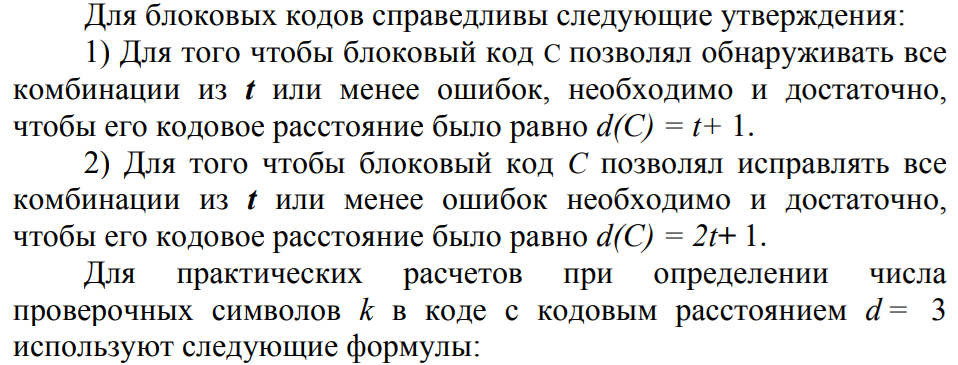 Для блоковых кодов справедливы следующие утверждения:
1) Для того чтобы блоковый код C позволял обнаруживать все
комбинации из t или менее ошибок, необходимо и достаточно,
чтобы его кодовое расстояние было равно d(C) = t+ 1.
2) Для того чтобы блоковый код C позволял исправлять все
комбинации из t или менее ошибок необходимо и достаточно,
чтобы его кодовое расстояние было равно d(C) = 2t+ 1.
Для практических расчетов при определении числа
проверочных символов k в коде с кодовым расстоянием d = 3
используют следующие формулы: